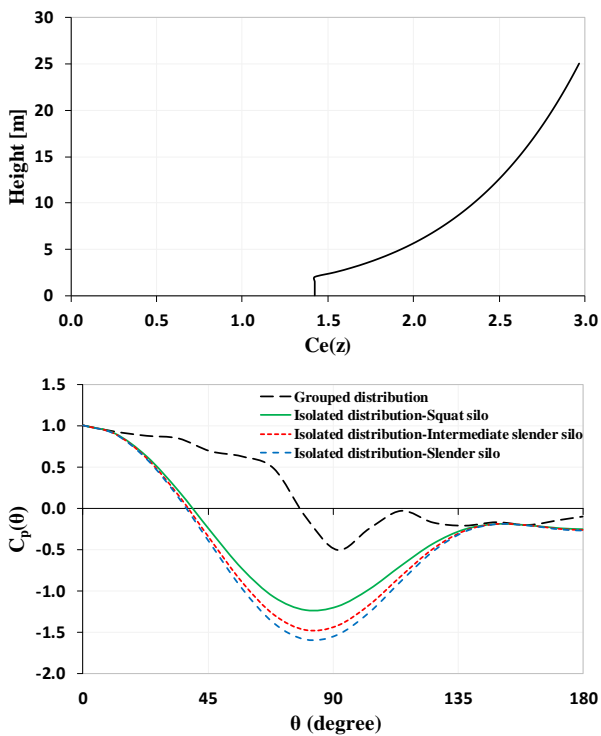 30
25
20
15
10
5
0
Height [m]
0.0 0.5 1.0 1.5 2.0 2.5 3.0
Ce(z)
1.5
1.0
0.5
0.0
-0.5
-1.0
-1.5
-2.0
Cp(θ)
Grouped distribution
Isolated distribution-Squat silo
Isolated distribution-Intermediate slender silo
Isolated distribution-Slender silo
0 45 90 135 180
θ (degree)